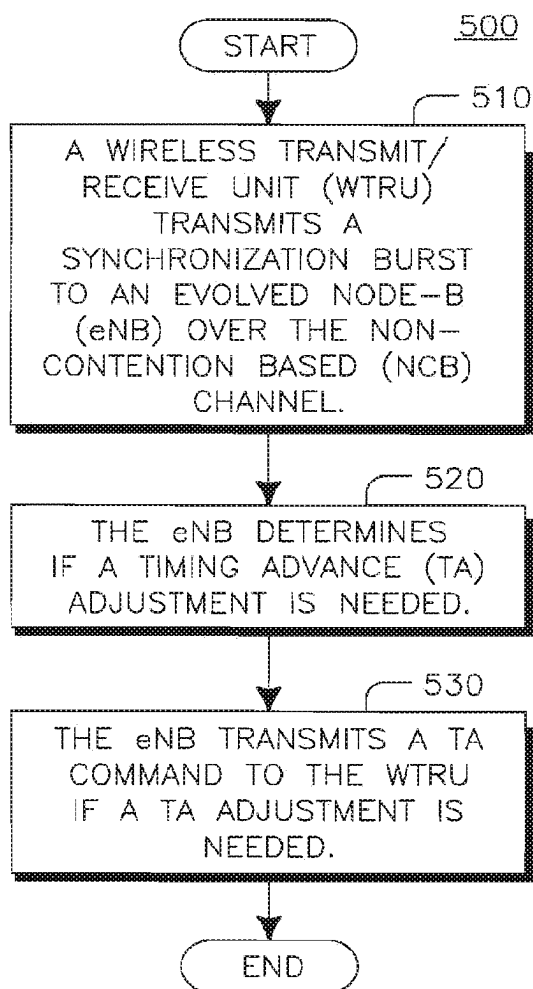 START
500
510
A WIRELESS TRANSMIT/
RECEIVE UNIT (WTRU)
TRANSMITS A
SYNCHRONIZATION BURST
TO AN EVOLVED NODE-B
(eNB) OVER THE NON-
CONTENTION BASED (NCB)
CHANNEL.
520
THE eNB DETERMINES
IF A TIMING ADVANCE (TA)
ADJUSTMENT IS NEEDED.
530
THE eNB TRANSMITS A TA
COMMAND TO THE WTRU
IF A TA ADJUSTMENT IS
NEEDED.
END